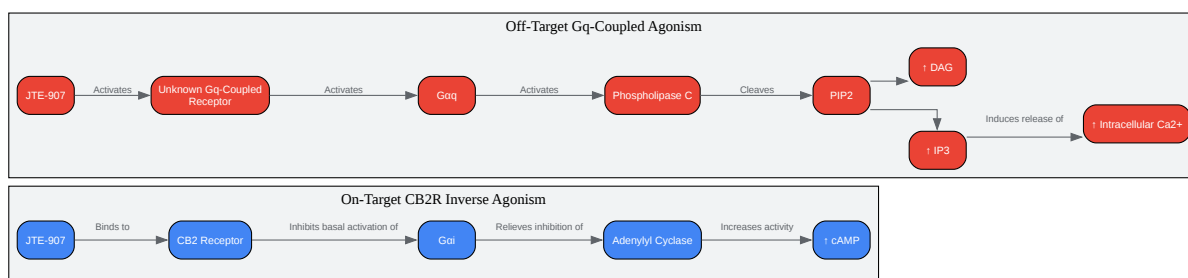 Off-Target Gq-Coupled Agonism
JTE-907
Activates
Unknown Gq-Coupled
Receptor
Activates
Gαq
Activates
Phospholipase C
Cleaves
PIP2
↑ DAG
↑ IP3
Induces release of
↑ Intracellular Ca2+
On-Target CB2R Inverse Agonism
JTE-907
Binds to
CB2 Receptor
Inhibits basal activation of
Gαi
Relieves inhibition of
Adenylyl Cyclase
Increases activity
↑ cAMP